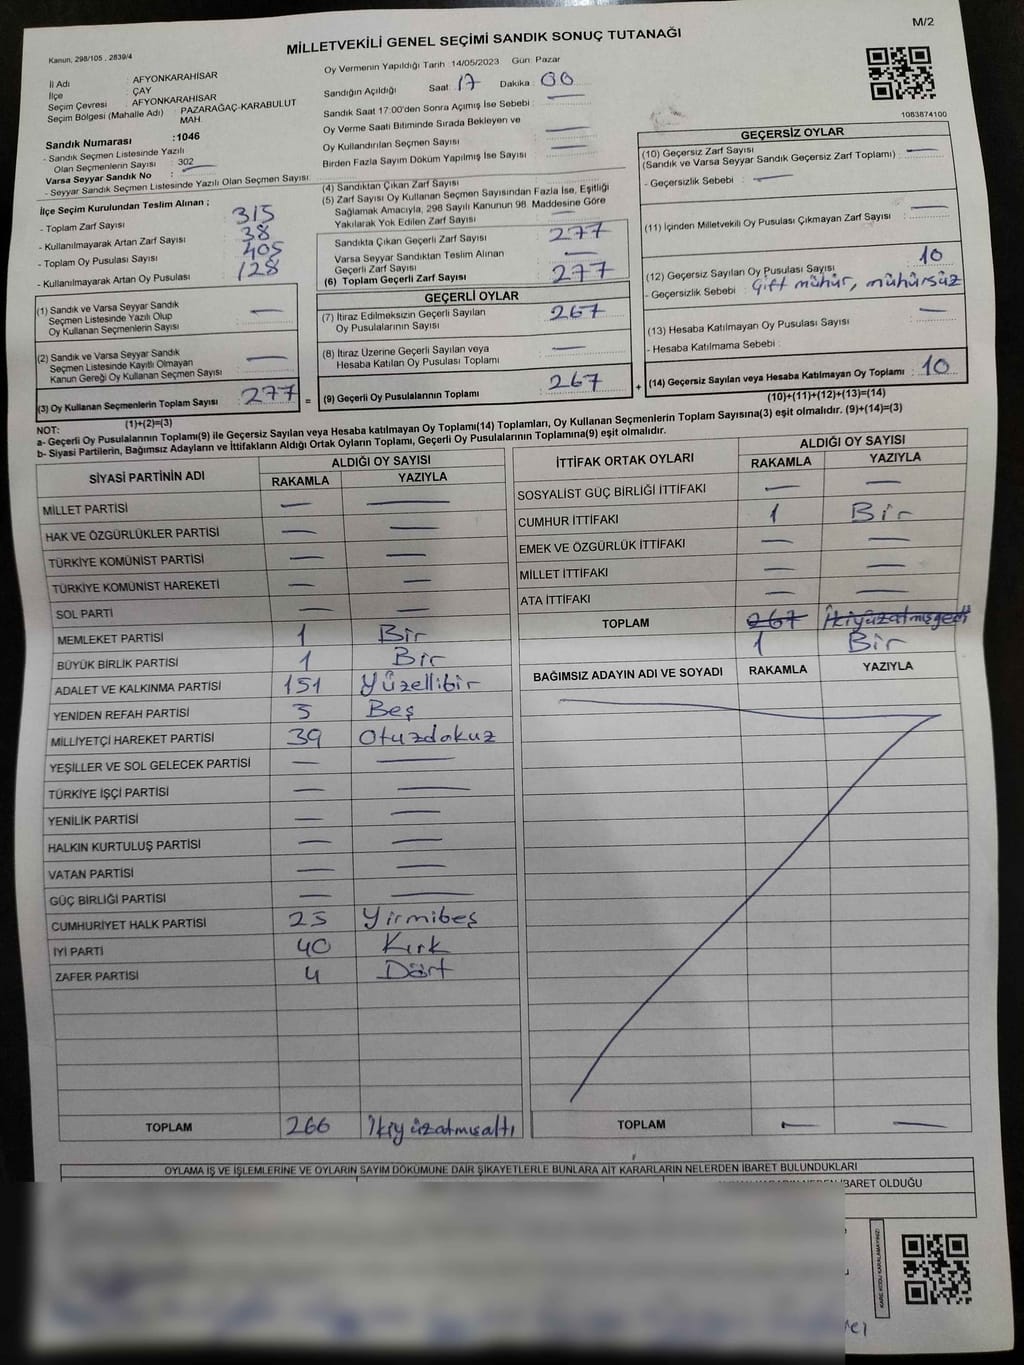 M/2
Kanun, 298/105 , 2839/4
MİLLETVEKİLİ GENEL SEÇİMİ SANDIK SONUÇ TUTANAĞI
İl Adı : AFYONKARAHİSAR
İlçe : ÇAY
Seçim Çevresi : AFYONKARAHİSAR
Seçim Bölgesi (Mahalle Adı) : PAZARAĞAÇ-KARABULUT MAH.
Sandık Numarası :1046
- Sandık Seçmen Listesinde Yazılı
Olan Seçmenlerin Sayısı : 302
Varsa Seyyar Sandık No : —
- Seyyar Sandık Seçmen Listesinde Yazılı Olan Seçmen Sayısı:
Oy Vermenin Yapıldığı Tarih :14/05/2023 Gün: Pazar
Sandığın Açıldığı Saat : 17 Dakika : 00
Sandık Saat 17:00'den Sonra Açımış İse Sebebi :
Oy Verme Saati Bitiminde Sırada Bekleyen ve
Oy Kullandırılan Seçmen Sayısı : —
Birden Fazla Sayım Döküm Yapılmış İse Sayısı : —
1083874100
İlçe Seçim Kurulundan Teslim Alınan ;
- Toplam Zarf Sayısı : 315
- Kullanılmayarak Artan Zarf Sayısı : 38
- Toplam Oy Pusulası Sayısı : 405
- Kullanılmayarak Artan Oy Pusulası : 128
(1) Sandık ve Varsa Seyyar Sandık
Seçmen Listesinde Yazılı Olup
Oy Kullanan Seçmenlerin Sayısı : —
(2) Sandık ve Varsa Seyyar Sandık
Seçmen Listesinde Kayıtlı Olmayan
Kanun Gereği Oy Kullanan Seçmen Sayısı : —
(3) Oy Kullanan Seçmenlerin Toplam Sayısı : 277 =
(1)+(2)=(3)
(4) Sandıktan Çıkan Zarf Sayısı
(5) Zarf Sayısı Oy Kullanan Seçmen Sayısından Fazla İse, Eşitliği
Sağlamak Amacıyla, 298 Sayılı Kanunun 98. Maddesine Göre
Yakılarak Yok Edilen Zarf Sayısı : —
Sandıkta Çıkan Geçerli Zarf Sayısı : 277
Varsa Seyyar Sandıktan Teslim Alınan
Geçerli Zarf Sayısı : —
(6) Toplam Geçerli Zarf Sayısı : 277
GEÇERLİ OYLAR
(7) İtiraz Edilmeksizin Geçerli Sayılan
Oy Pusulalarının Sayısı : 267
(8) İtiraz Üzerine Geçerli Sayılan veya
Hesaba Katılan Oy Pusulası Toplamı : —
(9) Geçerli Oy Pusulalarının Toplamı : 267 +
GEÇERSİZ OYLAR
(10) Geçersiz Zarf Sayısı
(Sandık ve Varsa Seyyar Sandık Geçersiz Zarf Toplamı) : —
- Geçersizlik Sebebi : —
(11) İçinden Milletvekili Oy Pusulası Çıkmayan Zarf Sayısı : —
(12) Geçersiz Sayılan Oy Pusulası Sayısı : 10
- Geçersizlik Sebebi : Çift mühür, mühürsüz
(13) Hesaba Katılmayan Oy Pusulası Sayısı : —
- Hesaba Katılmama Sebebi :
(14) Geçersiz Sayılan veya Hesaba Katılmayan Oy Toplamı : 10
(10)+(11)+(12)+(13)=(14)
NOT:
a- Geçerli Oy Pusulalarının Toplamı(9) ile Geçersiz Sayılan veya Hesaba katılmayan Oy Toplamı(14) Toplamları, Oy Kullanan Seçmenlerin Toplam Sayısına(3) eşit olmalıdır. (9)+(14)=(3)
b- Siyasi Partilerin, Bağımsız Adayların ve İttifakların Aldığı Ortak Oyların Toplamı, Geçerli Oy Pusulalarının Toplamına(9) eşit olmalıdır.
SİYASİ PARTİNİN ADI ALDIĞI OY SAYISI
RAKAMLA YAZIYLA
MİLLET PARTİSİ — —
HAK VE ÖZGÜRLÜKLER PARTİSİ — —
TÜRKİYE KOMÜNİST PARTİSİ — —
TÜRKİYE KOMÜNİST HAREKETİ — —
SOL PARTİ — —
MEMLEKET PARTİSİ 1 Bir
BÜYÜK BİRLİK PARTİSİ 1 Bir
ADALET VE KALKINMA PARTİSİ 151 Yüzellibir
YENİDEN REFAH PARTİSİ 5 Beş
MİLLİYETÇİ HAREKET PARTİSİ 39 Otuzdokuz
YEŞİLLER VE SOL GELECEK PARTİSİ — —
TÜRKİYE İŞÇİ PARTİSİ — —
YENİLİK PARTİSİ — —
HALKIN KURTULUŞ PARTİSİ — —
VATAN PARTİSİ — —
GÜÇ BİRLİĞİ PARTİSİ — —
CUMHURİYET HALK PARTİSİ 25 Yirmibeş
İYİ PARTİ 40 Kırk
ZAFER PARTİSİ 4 Dört
TOPLAM 266 İkiyüzatmışaltı
İTTİFAK ORTAK OYLARI ALDIĞI OY SAYISI
RAKAMLA YAZIYLA
SOSYALİST GÜÇ BİRLİĞİ İTTİFAKI — —
CUMHUR İTTİFAKI 1 Bir
EMEK VE ÖZGÜRLÜK İTTİFAKI — —
MİLLET İTTİFAKI — —
ATA İTTİFAKI — —
TOPLAM 267 İkiyüzatmışyedi
1 Bir
BAĞIMSIZ ADAYIN ADI VE SOYADI RAKAMLA YAZIYLA
TOPLAM — —
OYLAMA İŞ VE İŞLEMLERİNE VE OYLARIN SAYIM DÖKÜMÜNE DAİR ŞİKAYETLERLE BUNLARA AİT KARARLARIN NELERDEN İBARET BULUNDUKLARI
İBARET OLDUĞU
KARE KODU KARALAMAYINIZ!